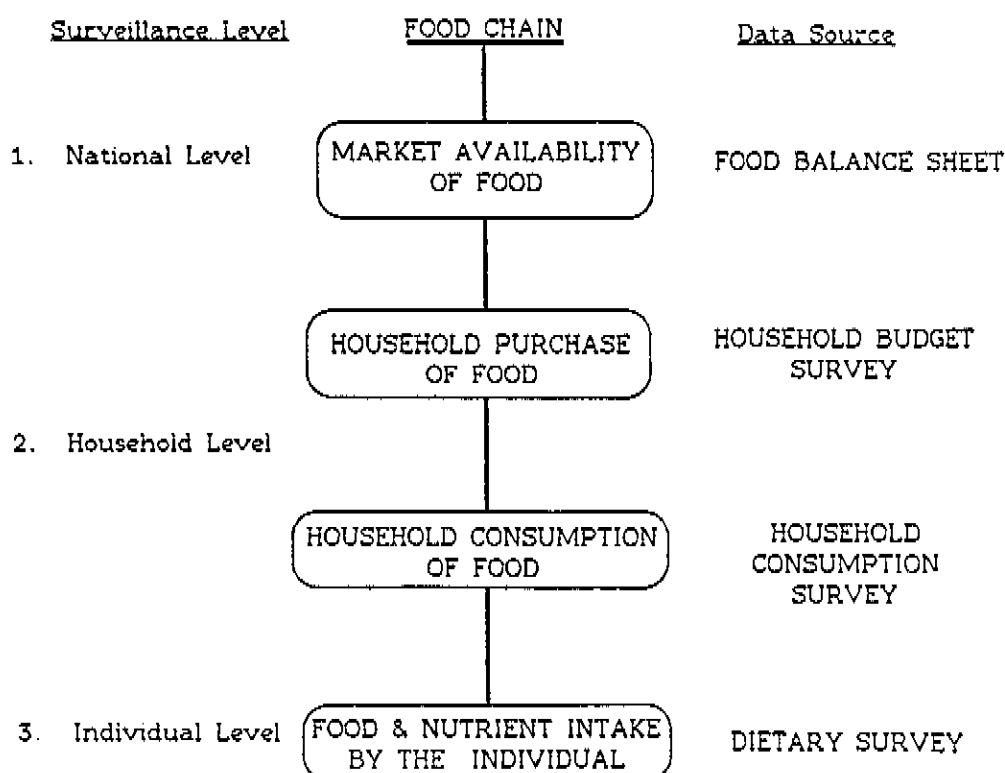 Surveillance Level FOOD CHAIN Data Source
1. National Level
MARKET AVAILABILITY
OF FOOD
FOOD BALANCE SHEET
HOUSEHOLD PURCHASE
OF FOOD
HOUSEHOLD BUDGET
SURVEY
2. Household Level
HOUSEHOLD CONSUMPTION
OF FOOD
HOUSEHOLD
CONSUMPTION
SURVEY
3. Individual Level
FOOD & NUTRIENT INTAKE
BY THE INDIVIDUAL
DIETARY SURVEY